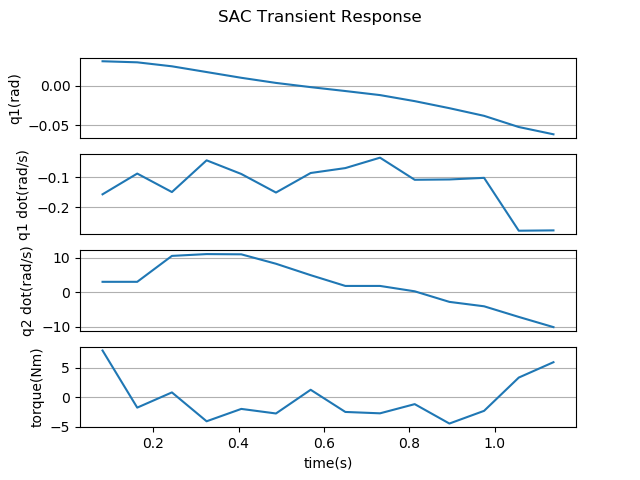 SAC Transient Response
q1(rad)
0.00
−0.05
q1 dot(rad/s)
−0.1
−0.2
q2 dot(rad/s)
10
0
−10
torque(Nm)
5
0
−5
0.2 0.4 0.6 0.8 1.0
time(s)